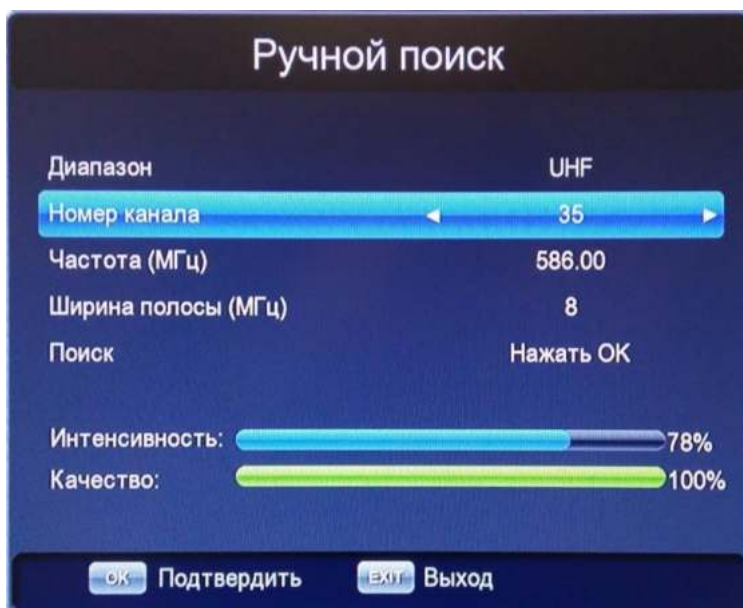 Ручной поиск
Диапазон UHF
Номер канала 35
Частота (МГц) 586.00
Ширина полосы (МГц) 8
Поиск Нажать OK
Интенсивность: 78%
Качество: 100%
OK Подтвердить EXIT Выход